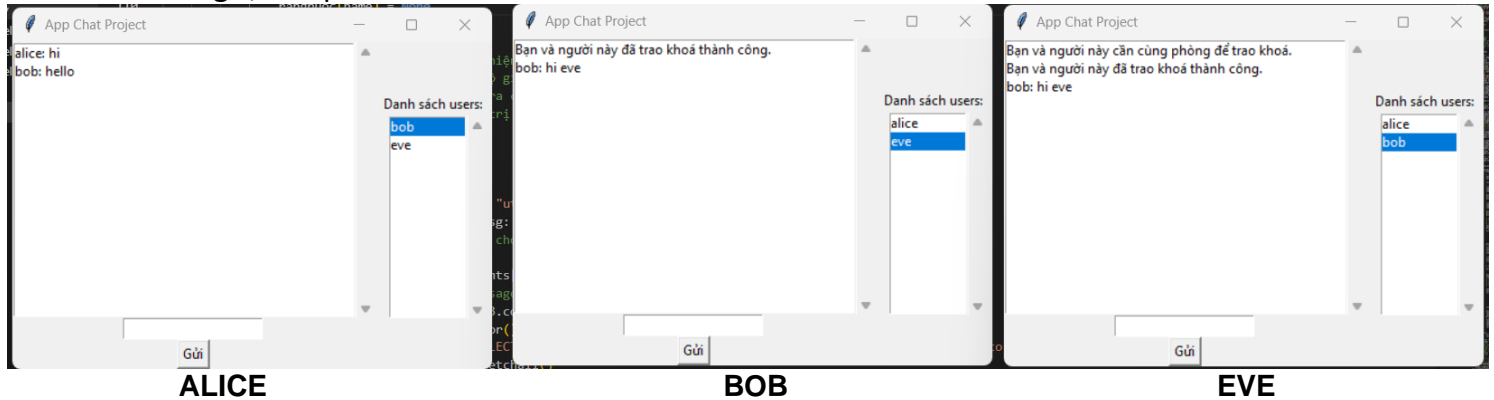 App Chat Project
alice: hi
bob: hello
Danh sách users:
bob
eve
Gửi
App Chat Project
Bạn và người này đã trao khoá thành công.
bob: hi eve
Danh sách users:
alice
eve
Gửi
App Chat Project
Bạn và người này cần cùng phòng để trao khoá.
Bạn và người này đã trao khoá thành công.
bob: hi eve
Danh sách users:
alice
bob
Gửi
ALICE
BOB
EVE